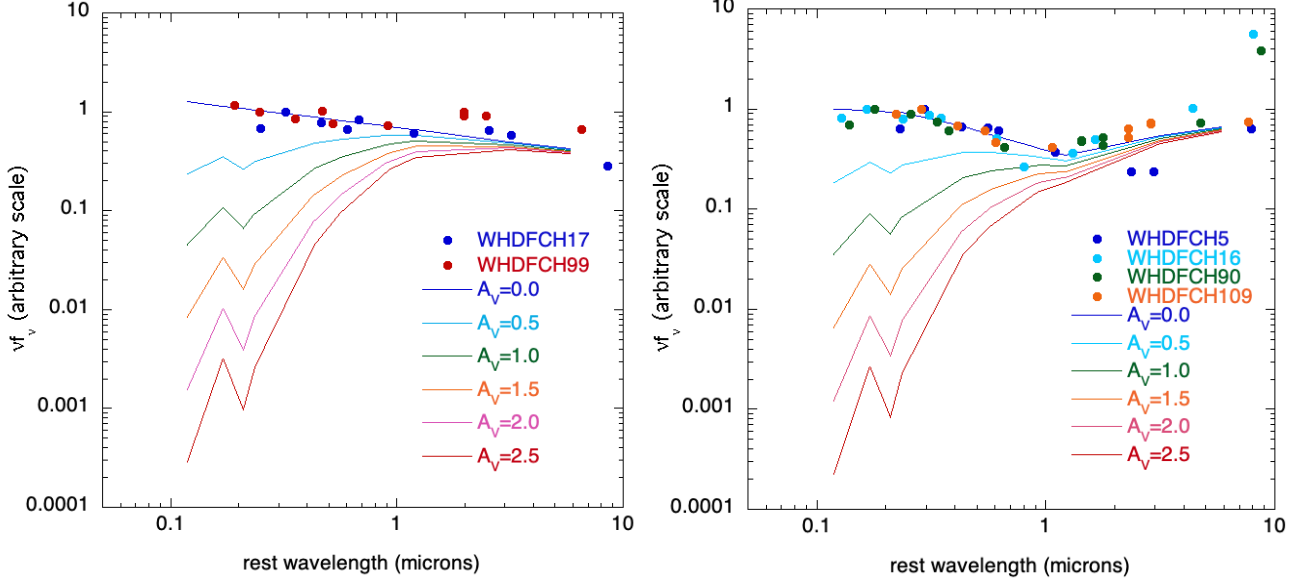 10
1
0.1
0.01
0.001
0.0001
0.1
1
10
νf_ν (arbitrary scale)
rest wavelength (microns)
WHDFCH17
WHDFCH99
A_V=0.0
A_V=0.5
A_V=1.0
A_V=1.5
A_V=2.0
A_V=2.5
10
1
0.1
0.01
0.001
0.0001
0.1
1
10
νf_ν (arbitrary scale)
rest wavelength (microns)
WHDFCH5
WHDFCH16
WHDFCH90
WHDFCH109
A_V=0.0
A_V=0.5
A_V=1.0
A_V=1.5
A_V=2.0
A_V=2.5